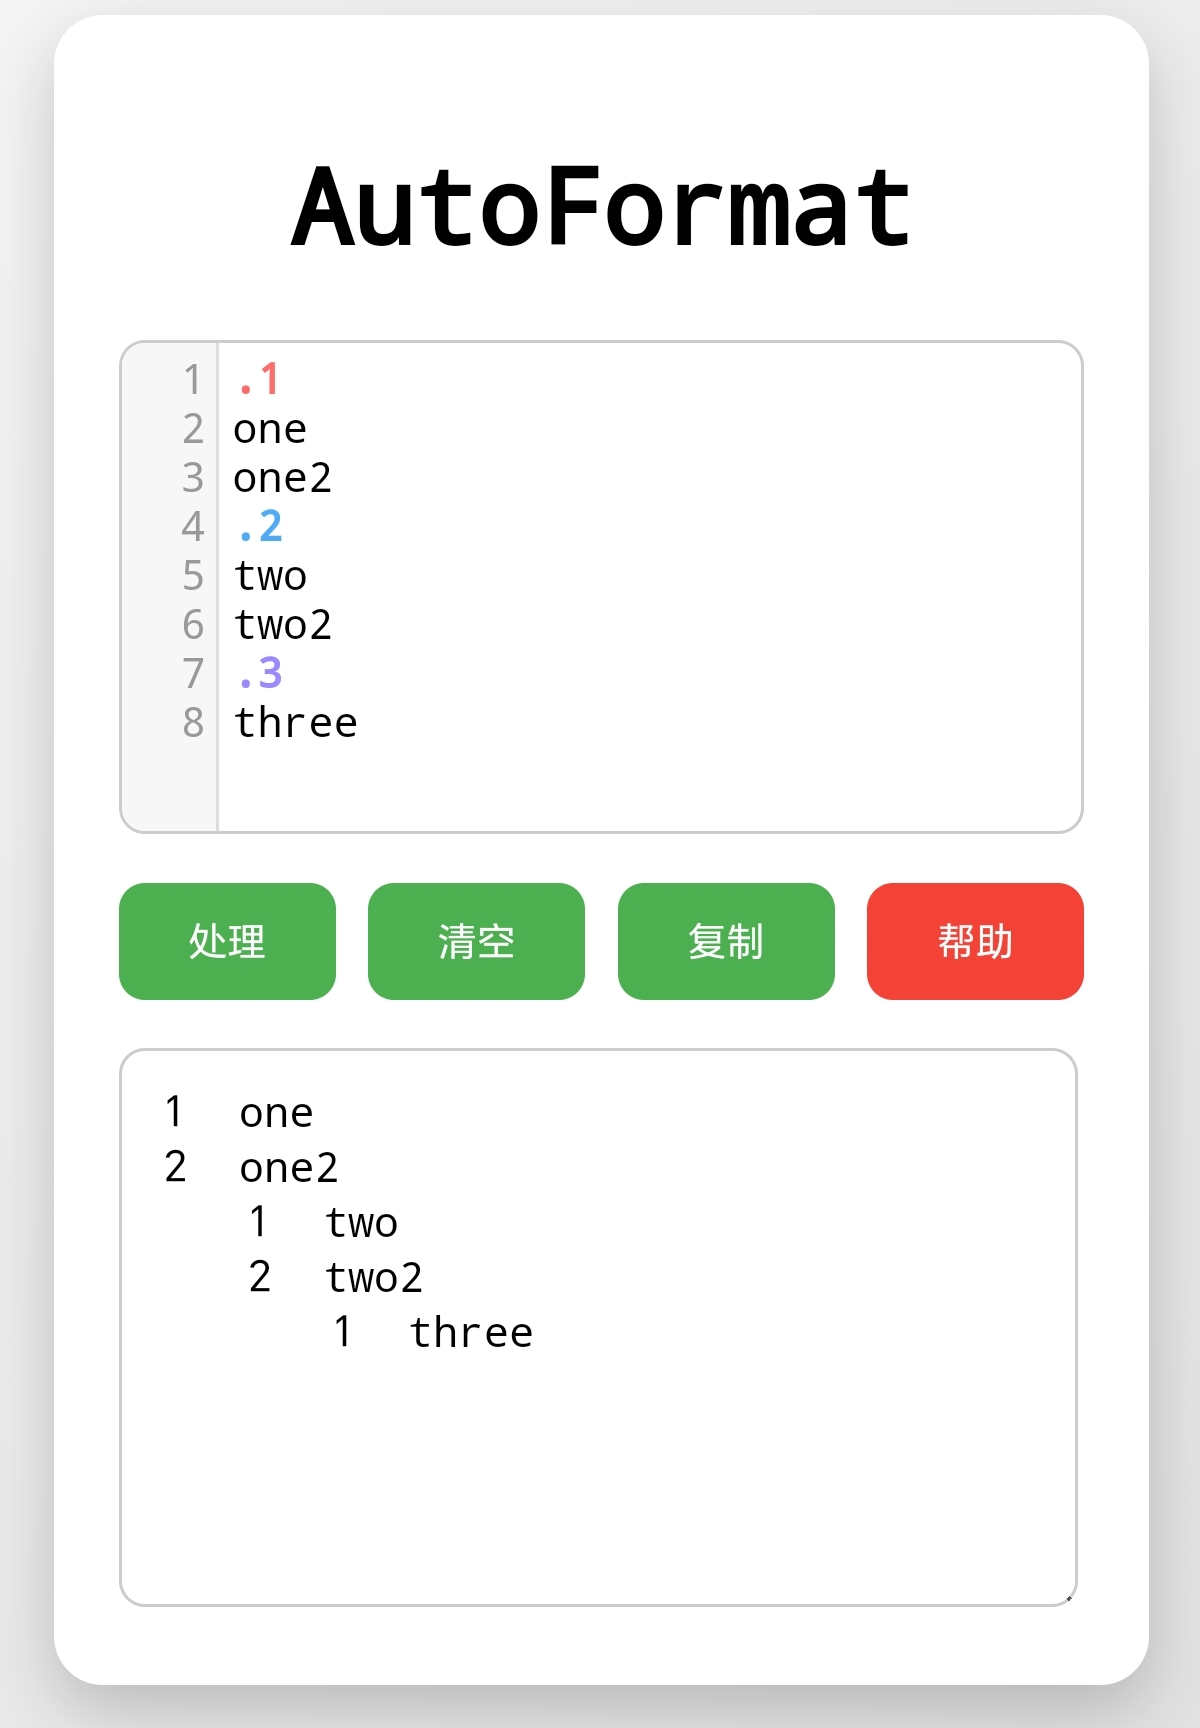 AutoFormat
1 .1
2 one
3 one2
4 .2
5 two
6 two2
7 .3
8 three
处理 清空 复制 帮助
1 one
2 one2
1 two
2 two2
1 three